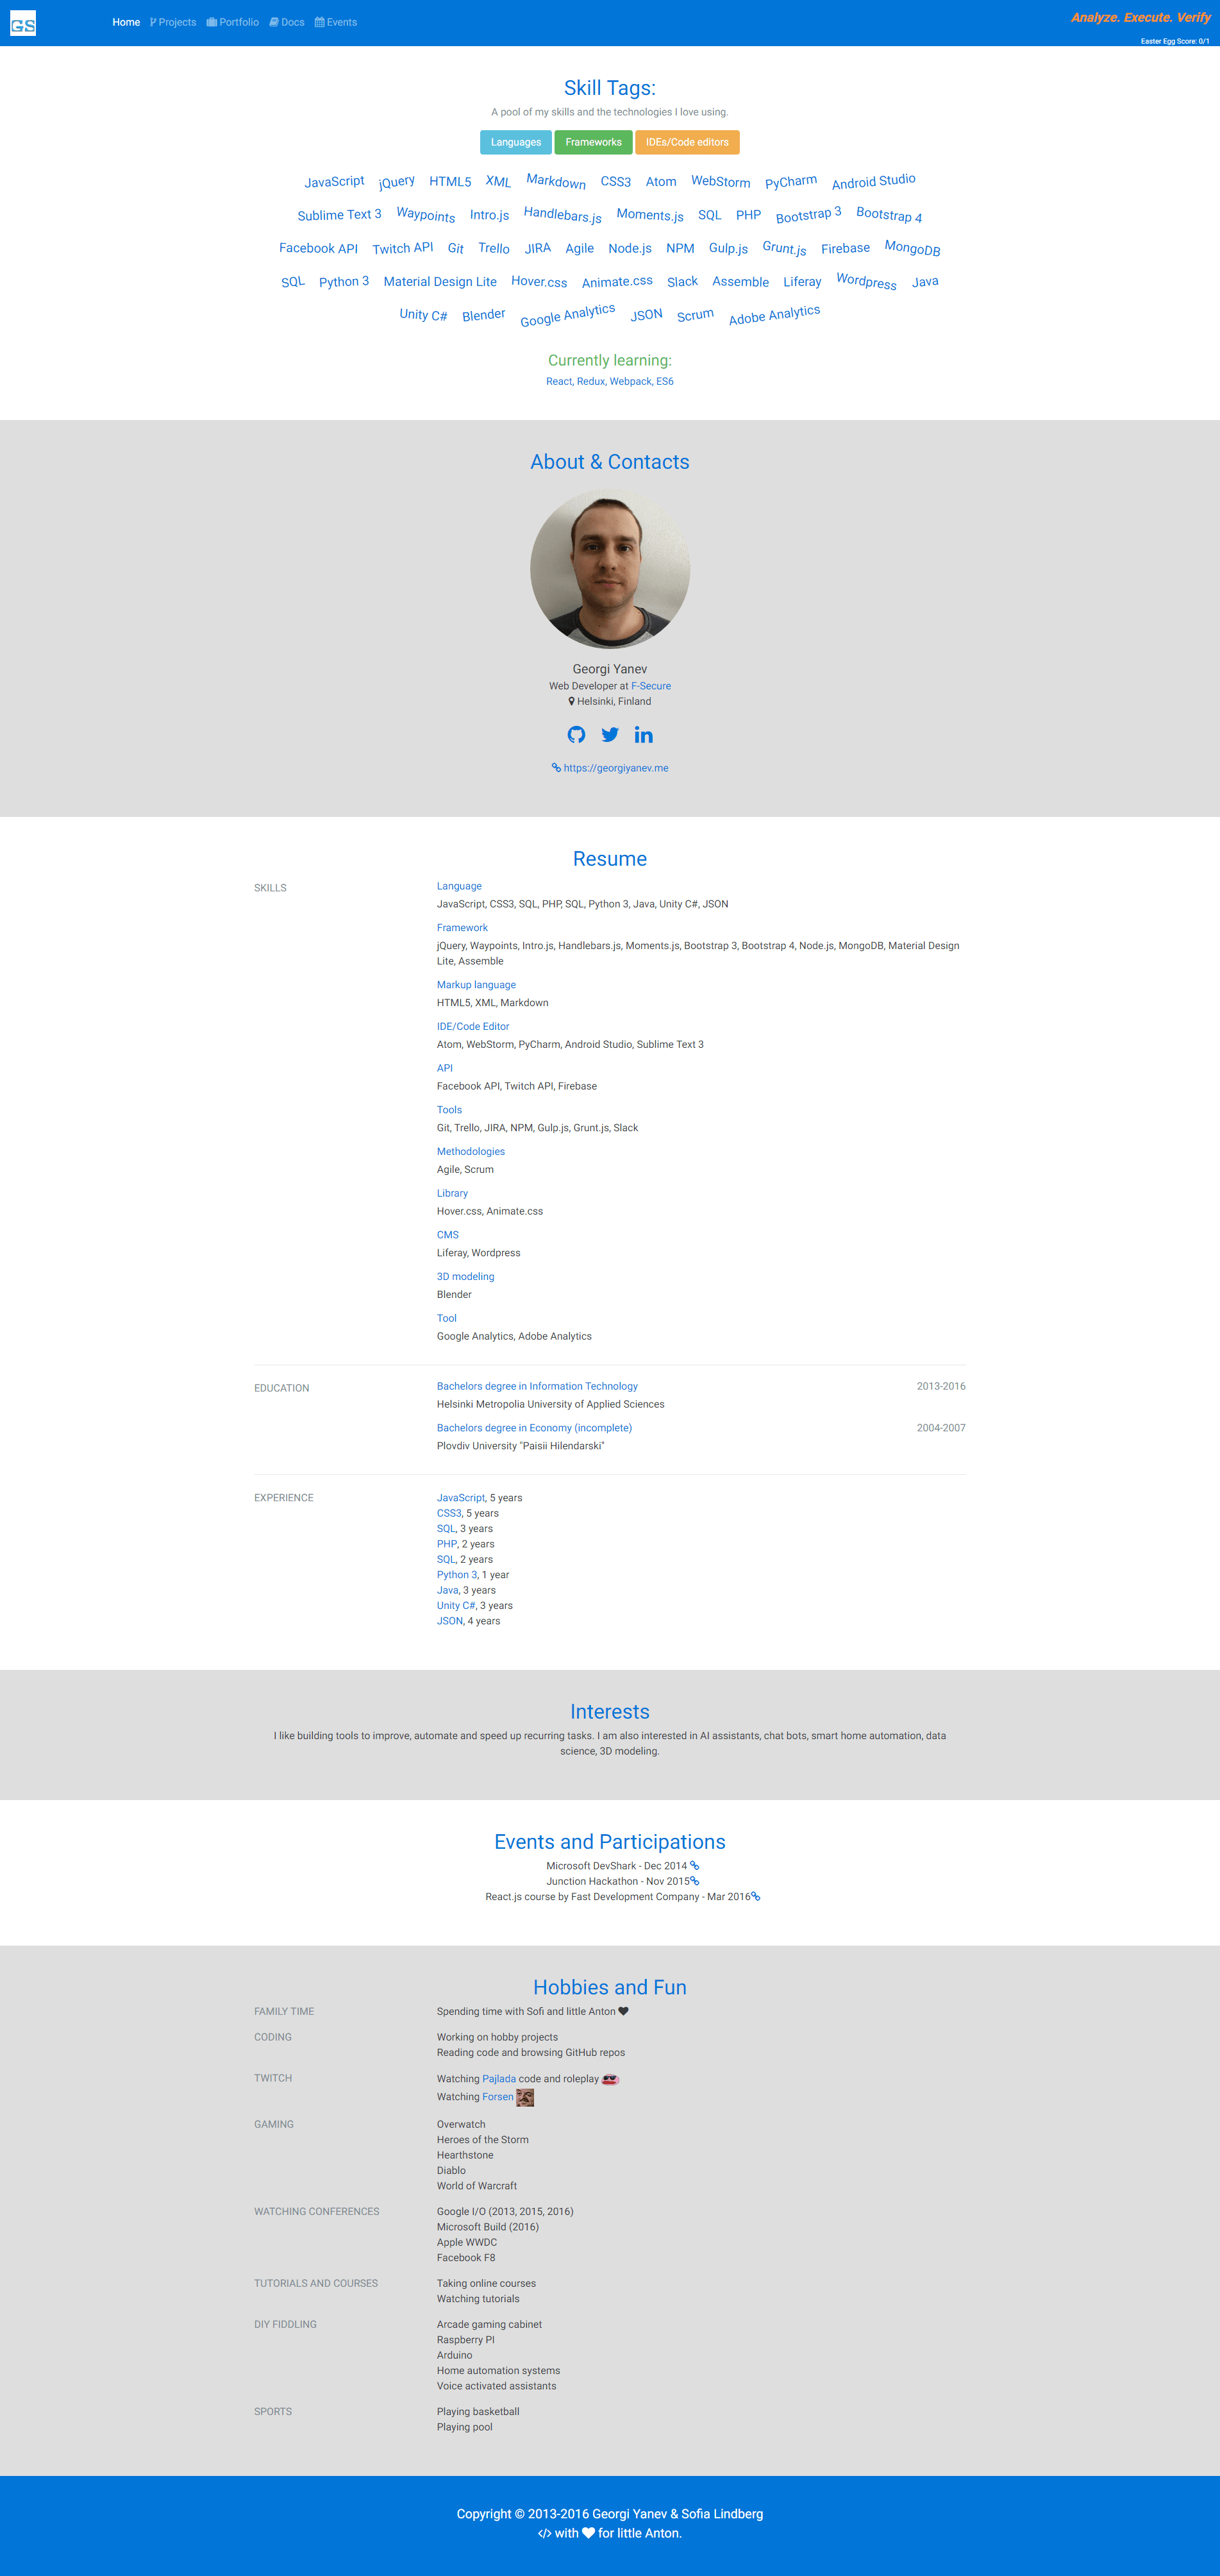 GS Home Projects Portfolio Docs Events Analyze. Execute. Verify
Easter Egg Score: 0/1
Skill Tags:
A pool of my skills and the technologies I love using.
Languages Frameworks IDEs/Code editors
JavaScript jQuery HTML5 XML Markdown CSS3 Atom WebStorm PyCharm Android Studio
Sublime Text 3 Waypoints Intro.js Handlebars.js Moments.js SQL PHP Bootstrap 3 Bootstrap 4
Facebook API Twitch API Git Trello JIRA Agile Node.js NPM Gulp.js Grunt.js Firebase MongoDB
SQL Python 3 Material Design Lite Hover.css Animate.css Slack Assemble Liferay Wordpress Java
Unity C# Blender Google Analytics JSON Scrum Adobe Analytics
Currently learning:
React, Redux, Webpack, ES6
About & Contacts
Georgi Yanev
Web Developer at F-Secure
Helsinki, Finland
https://georgiyanev.me
Resume
SKILLS
Language
JavaScript, CSS3, SQL, PHP, SQL, Python 3, Java, Unity C#, JSON
Framework
jQuery, Waypoints, Intro.js, Handlebars.js, Moments.js, Bootstrap 3, Bootstrap 4, Node.js, MongoDB, Material Design
Lite, Assemble
Markup language
HTML5, XML, Markdown
IDE/Code Editor
Atom, WebStorm, PyCharm, Android Studio, Sublime Text 3
API
Facebook API, Twitch API, Firebase
Tools
Git, Trello, JIRA, NPM, Gulp.js, Grunt.js, Slack
Methodologies
Agile, Scrum
Library
Hover.css, Animate.css
CMS
Liferay, Wordpress
3D modeling
Blender
Tool
Google Analytics, Adobe Analytics
EDUCATION
Bachelors degree in Information Technology 2013-2016
Helsinki Metropolia University of Applied Sciences
Bachelors degree in Economy (incomplete) 2004-2007
Plovdiv University "Paisii Hilendarski"
EXPERIENCE
JavaScript, 5 years
CSS3, 5 years
SQL, 3 years
PHP, 2 years
SQL, 2 years
Python 3, 1 year
Java, 3 years
Unity C#, 3 years
JSON, 4 years
Interests
I like building tools to improve, automate and speed up recurring tasks. I am also interested in AI assistants, chat bots, smart home automation, data
science, 3D modeling.
Events and Participations
Microsoft DevShark - Dec 2014
Junction Hackathon - Nov 2015
React.js course by Fast Development Company - Mar 2016
Hobbies and Fun
FAMILY TIME Spending time with Sofi and little Anton
CODING Working on hobby projects
Reading code and browsing GitHub repos
TWITCH Watching Pajlada code and roleplay
Watching Forsen
GAMING Overwatch
Heroes of the Storm
Hearthstone
Diablo
World of Warcraft
WATCHING CONFERENCES Google I/O (2013, 2015, 2016)
Microsoft Build (2016)
Apple WWDC
Facebook F8
TUTORIALS AND COURSES Taking online courses
Watching tutorials
DIY FIDDLING Arcade gaming cabinet
Raspberry PI
Arduino
Home automation systems
Voice activated assistants
SPORTS Playing basketball
Playing pool
Copyright © 2013-2016 Georgi Yanev & Sofia Lindberg
</> with ♥ for little Anton.